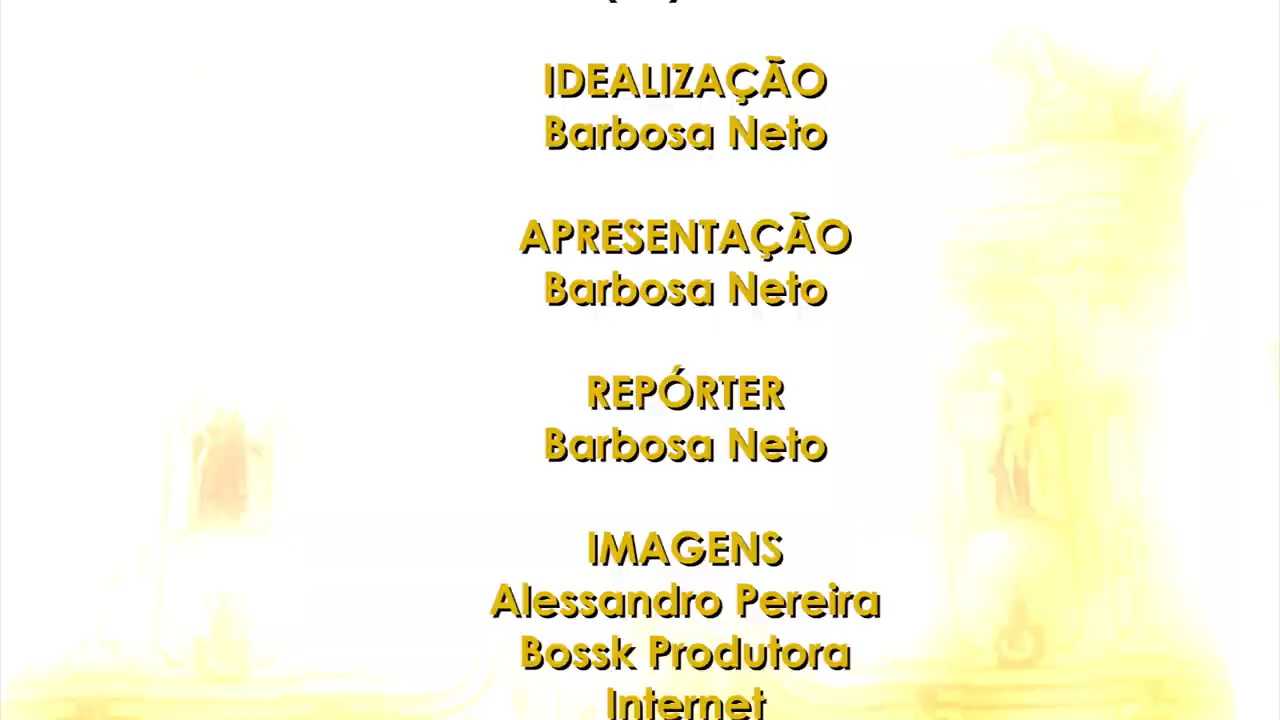 IDEALIZAÇÃO
Barbosa Neto
APRESENTAÇÃO
Barbosa Neto
REPÓRTER
Barbosa Neto
IMAGENS
Alessandro Pereira
Bossk Produtora
Internet